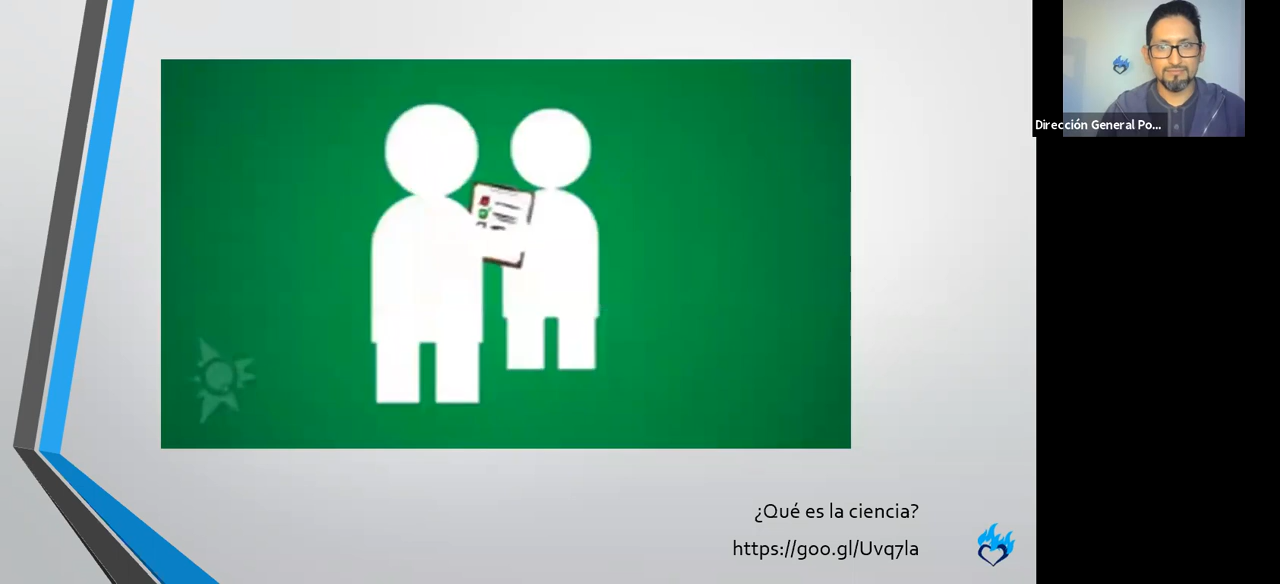 Dirección General Po...
¿Qué es la ciencia?
https://goo.gl/Uvq7la